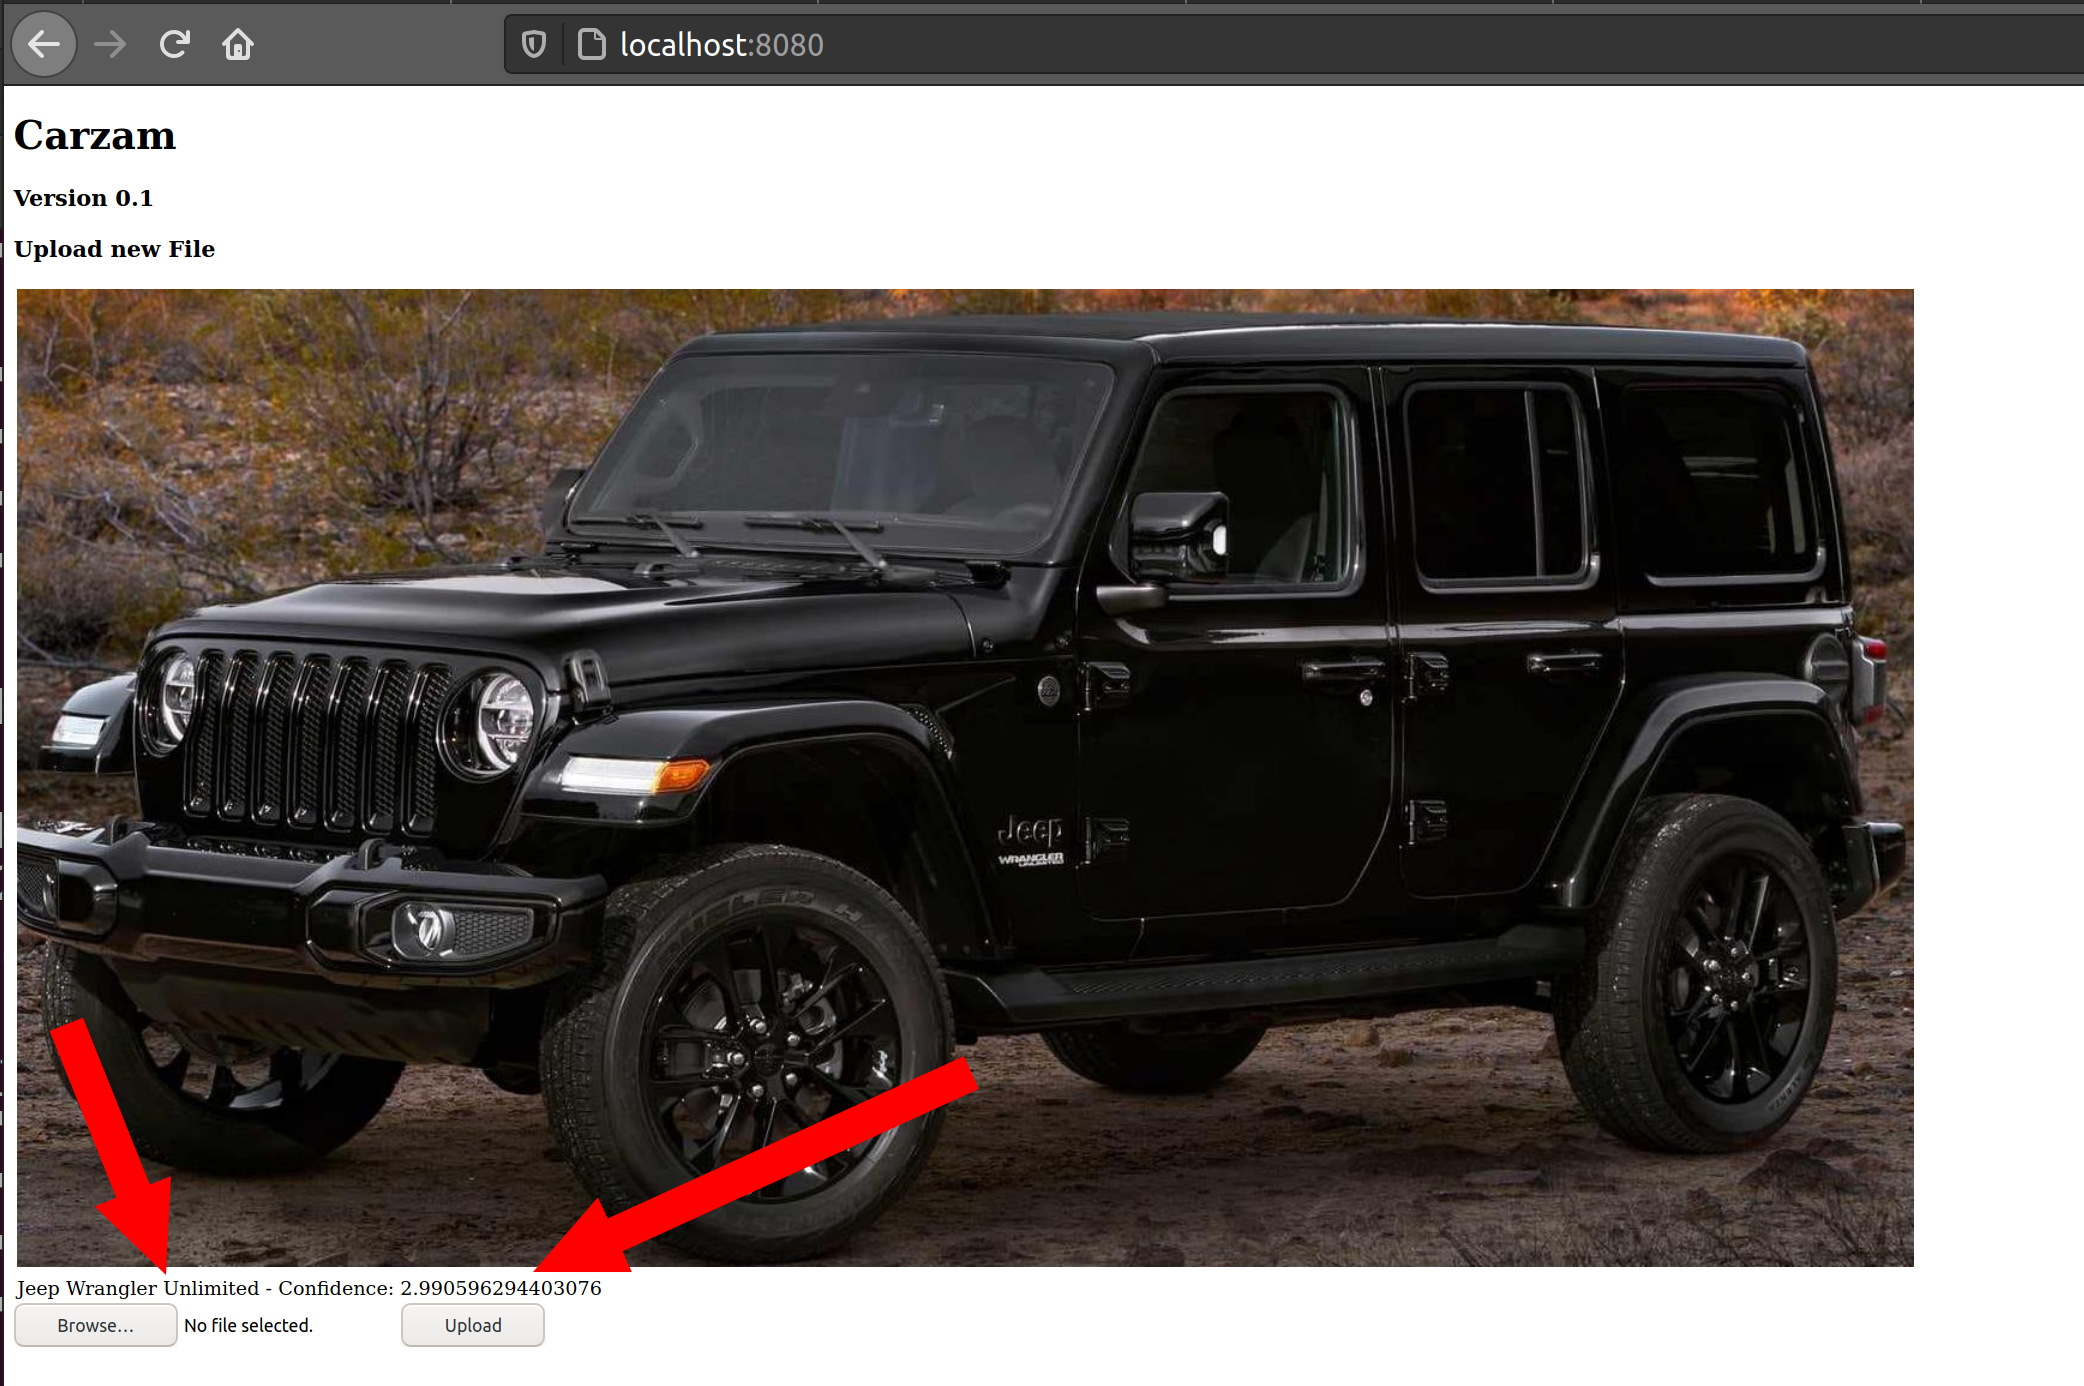 localhost:8080
Carzam
Version 0.1
Upload new File
Jeep
WRANGLER
UNLIMITED
Jeep Wrangler Unlimited - Confidence: 2.990596294403076
Browse... No file selected. Upload